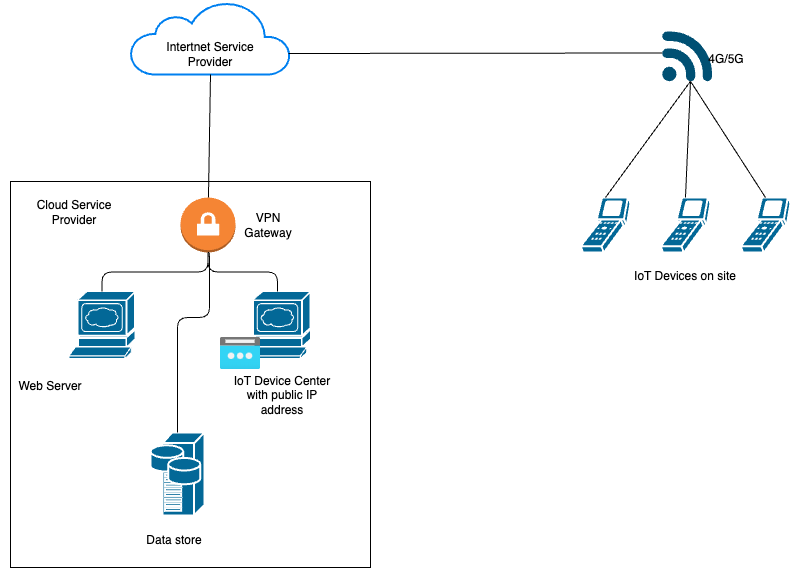 Internet Service
Provider
4G/5G
Cloud Service
Provider
VPN
Gateway
IoT Devices on site
Web Server
IoT Device Center
with public IP
address
Data store